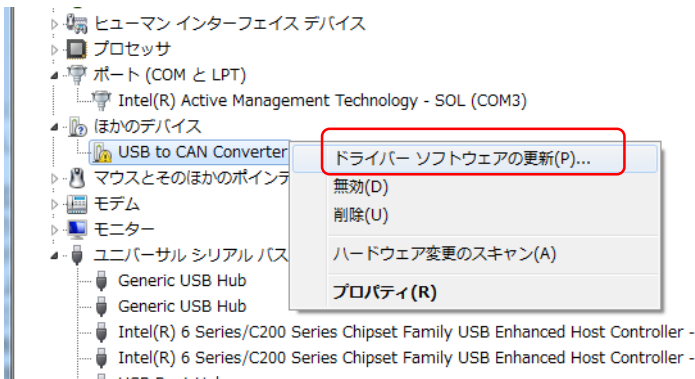 ヒューマン インターフェイス デバイス
プロセッサ
ポート (COM と LPT)
Intel(R) Active Management Technology - SOL (COM3)
ほかのデバイス
USB to CAN Converter
ドライバー ソフトウェアの更新(P)...
マウスとそのほかのポインテ
無効(D)
モデム
削除(U)
モニター
ユニバーサル シリアル バス
ハードウェア変更のスキャン(A)
Generic USB Hub
プロパティ(R)
Generic USB Hub
Intel(R) 6 Series/C200 Series Chipset Family USB Enhanced Host Controller -
Intel(R) 6 Series/C200 Series Chipset Family USB Enhanced Host Controller -